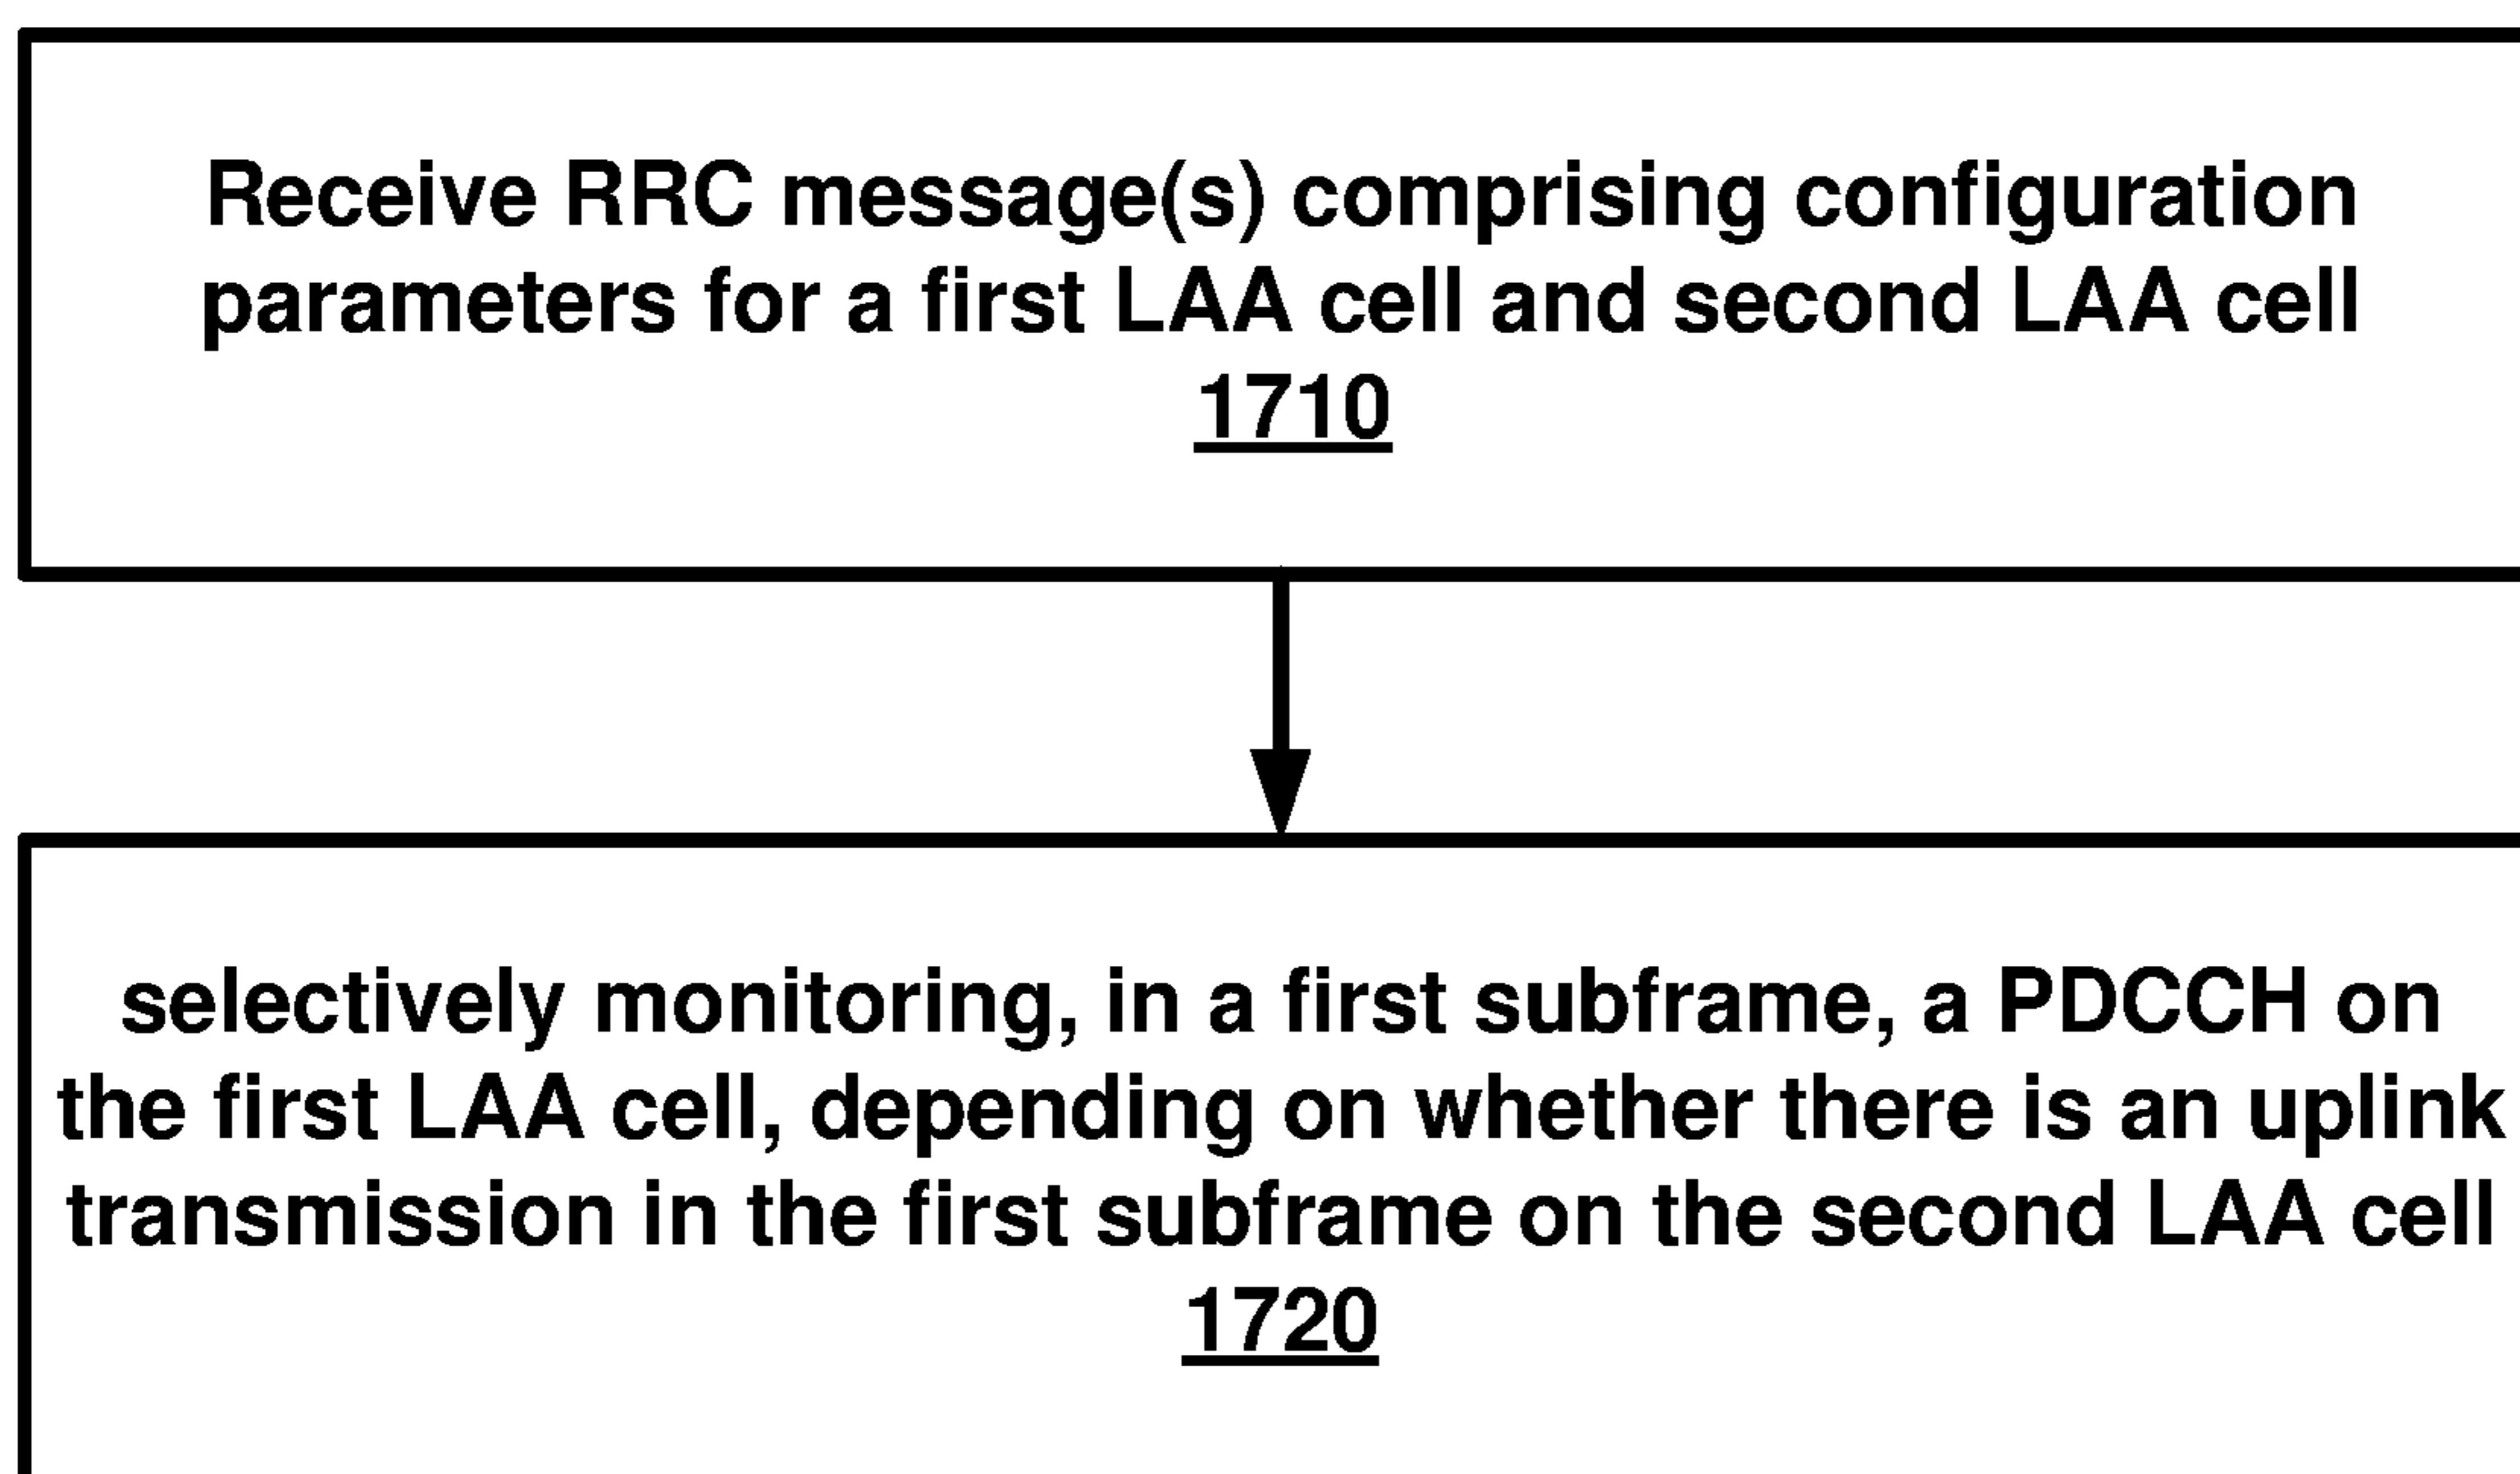 Receive RRC message(s) comprising configuration
parameters for a first LAA cell and second LAA cell
1710
selectively monitoring, in a first subframe, a PDCCH on
the first LAA cell, depending on whether there is an uplink
transmission in the first subframe on the second LAA cell
1720